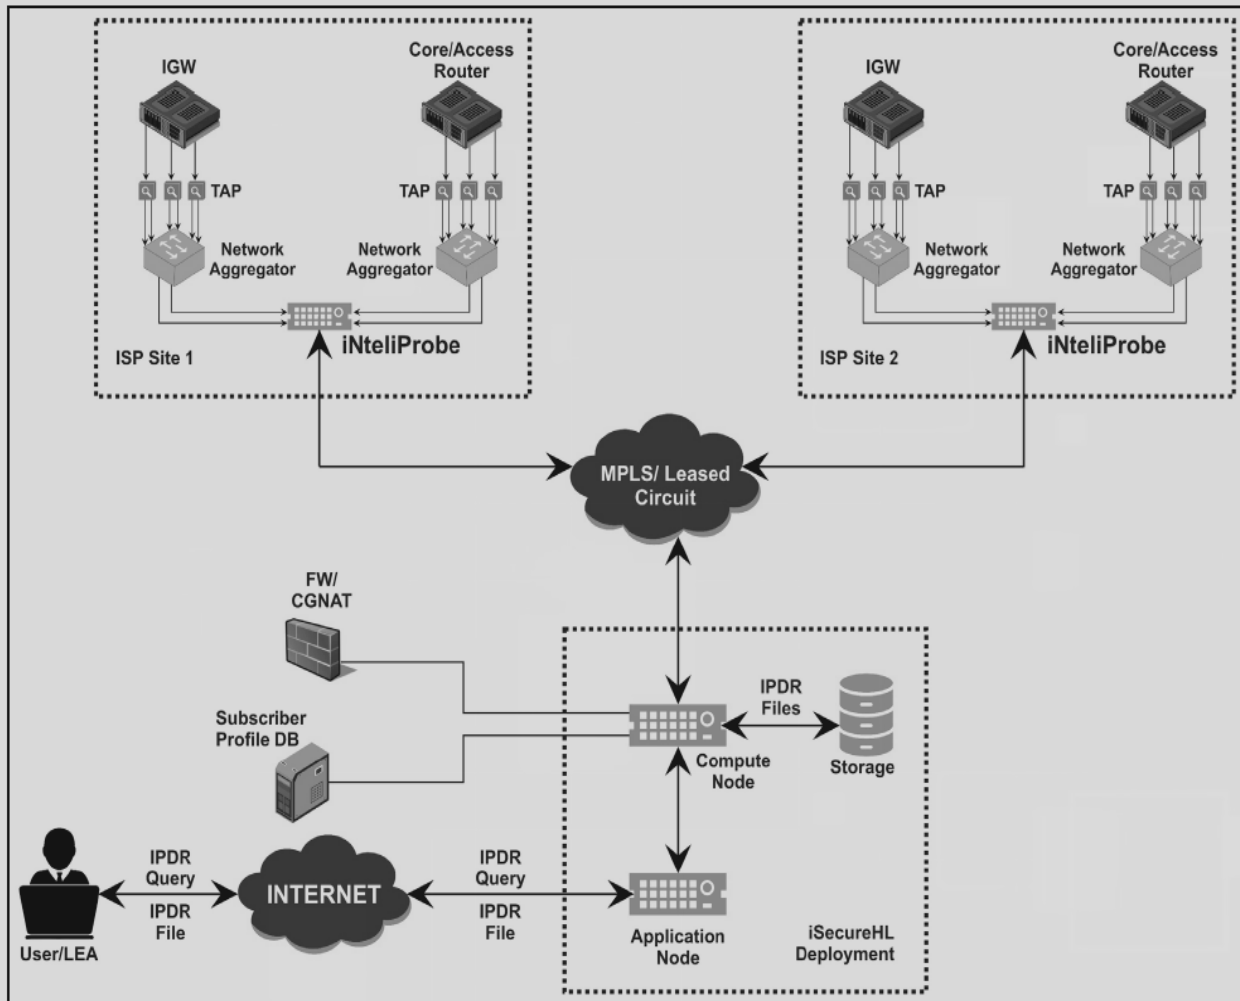 IGW
Core/Access
Router
TAP
TAP
Network
Aggregator
Network
Aggregator
iNteliProbe
ISP Site 1
IGW
Core/Access
Router
TAP
TAP
Network
Aggregator
Network
Aggregator
iNteliProbe
ISP Site 2
MPLS/ Leased
Circuit
FW/
CGNAT
Subscriber
Profile DB
IPDR
Files
Compute
Node
Storage
User/LEA
IPDR
Query
IPDR
File
INTERNET
IPDR
Query
IPDR
File
Application
Node
iSecureHL
Deployment